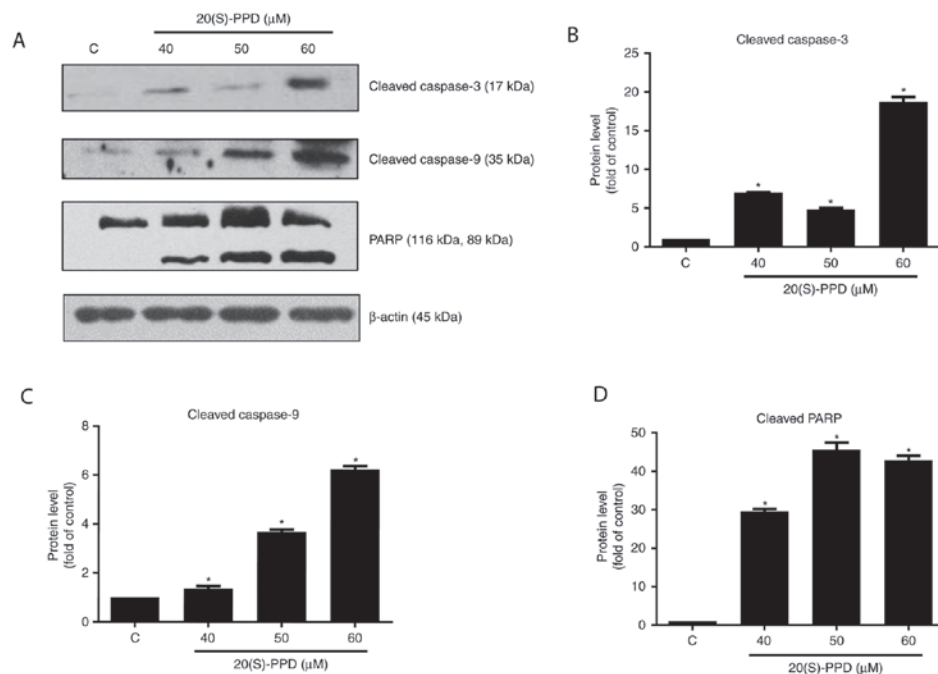 A
20(S)-PPD (μM)
C 40 50 60
Cleaved caspase-3 (17 kDa)
Cleaved caspase-9 (35 kDa)
PARP (116 kDa, 89 kDa)
β-actin (45 kDa)
B
Cleaved caspase-3
Protein level
(fold of control)
25
20
15
10
5
0
*
*
*
C 40 50 60
20(S)-PPD (μM)
C
Cleaved caspase-9
Protein level
(fold of control)
8
6
4
2
0
*
*
*
C 40 50 60
20(S)-PPD (μM)
D
Cleaved PARP
Protein level
(fold of control)
50
40
30
20
10
0
*
*
*
C 40 50 60
20(S)-PPD (μM)